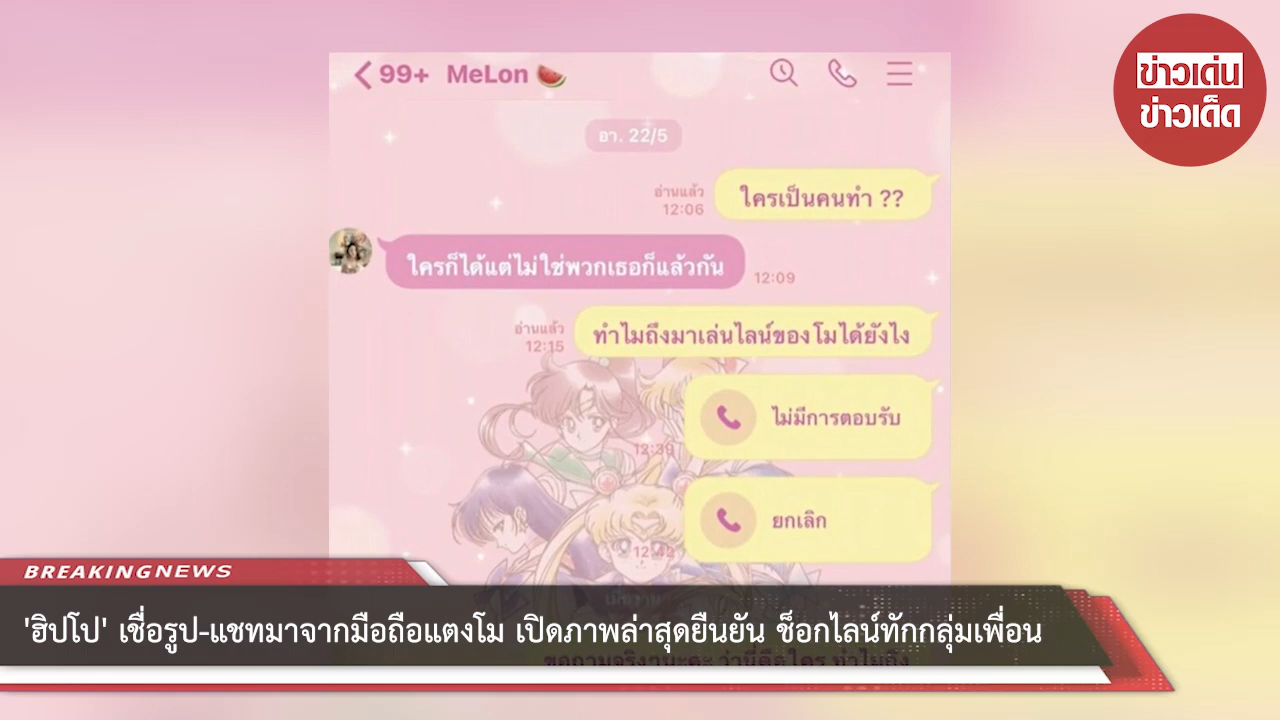 ข่าวเด่น
ข่าวเด็ด
99+ MeLon
อา. 22/5
ใครเป็นคนทำ ??
อ่านแล้ว
12:06
ใครก็ได้แต่ไม่ใช่พวกเธอก็แล้วกัน
12:09
ทำไมถึงมาเล่นไลน์ของโมได้ยังไง
อ่านแล้ว
12:15
ไม่มีการตอบรับ
12:39
ยกเลิก
12:42
BREAKING NEWS
'ฮิปโป' เชื่อรูป-แชทมาจากมือถือแตงโม เปิดภาพล่าสุดยืนยัน ช็อกไลน์ทักกลุ่มเพื่อน